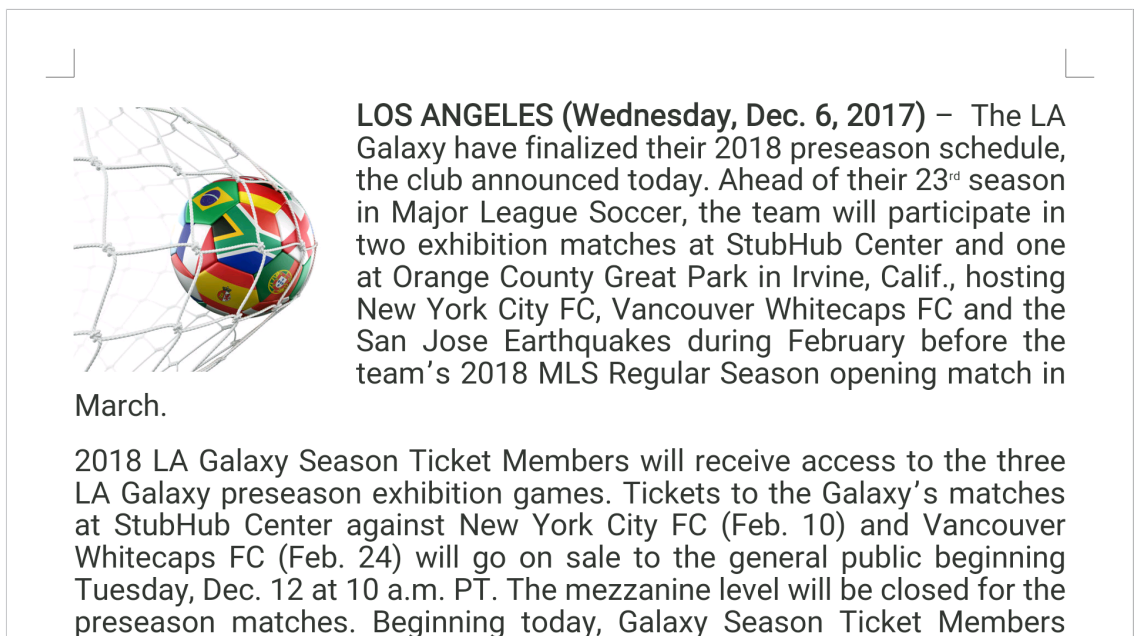 LOS ANGELES (Wednesday, Dec. 6, 2017) –  The LA
Galaxy have finalized their 2018 preseason schedule,
the club announced today. Ahead of their 23rd season
in Major League Soccer, the team will participate in
two exhibition matches at StubHub Center and one
at Orange County Great Park in Irvine, Calif., hosting
New York City FC, Vancouver Whitecaps FC and the
San Jose Earthquakes during February before the
team’s 2018 MLS Regular Season opening match in
March.
2018 LA Galaxy Season Ticket Members will receive access to the three
LA Galaxy preseason exhibition games. Tickets to the Galaxy’s matches
at StubHub Center against New York City FC (Feb. 10) and Vancouver
Whitecaps FC (Feb. 24) will go on sale to the general public beginning
Tuesday, Dec. 12 at 10 a.m. PT. The mezzanine level will be closed for the
preseason matches. Beginning today, Galaxy Season Ticket Members